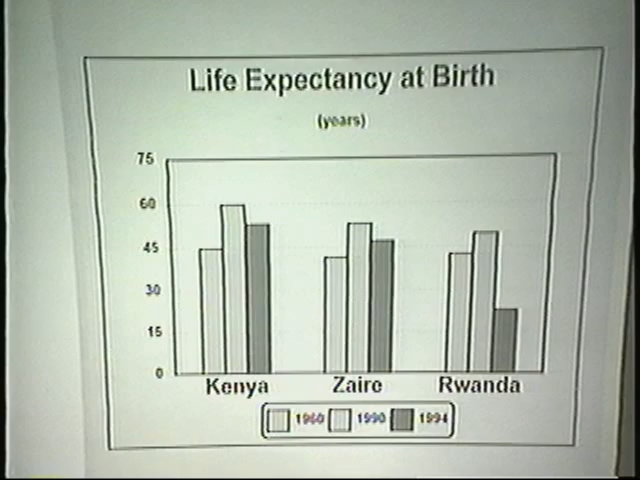 Life Expectancy at Birth
(years)
75
60
45
30
15
0
Kenya Zaire Rwanda
1960 1990 1994